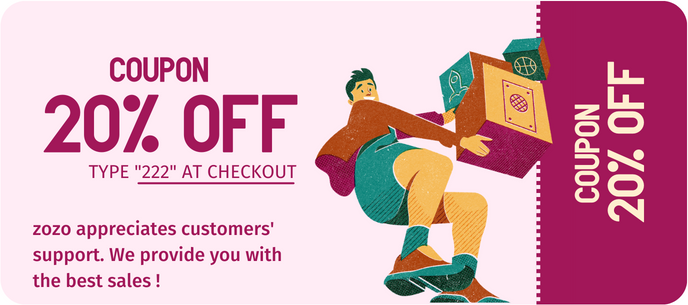 COUPON
20% OFF
TYPE "222" AT CHECKOUT
zozo appreciates customers'
support. We provide you with
the best sales !
COUPON
20% OFF